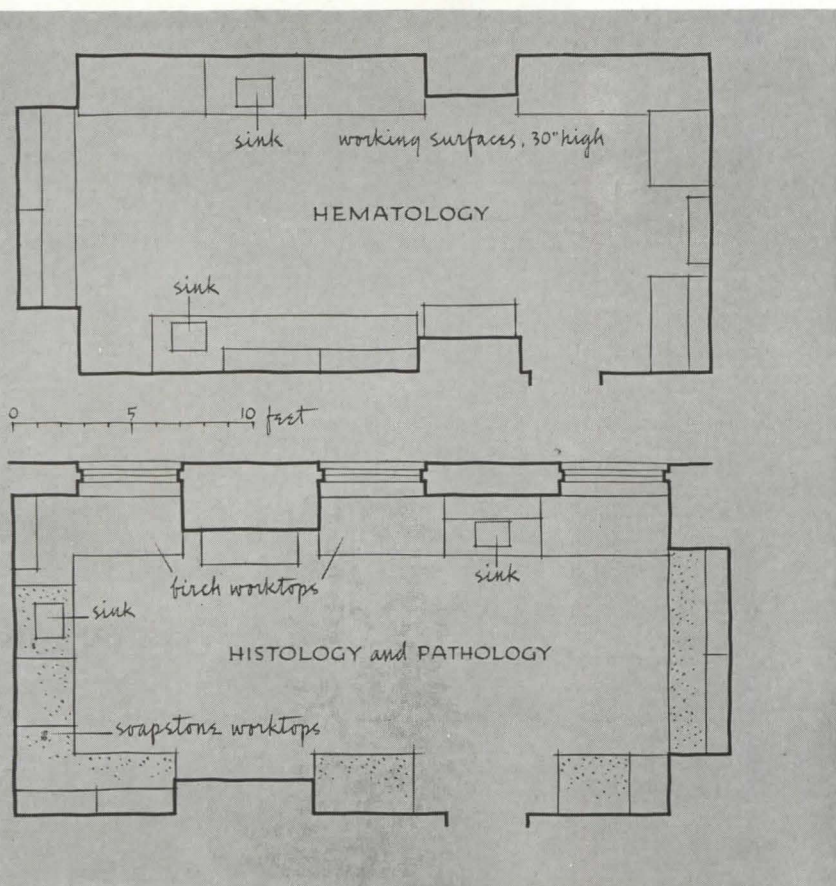 sink
working surfaces, 30" high
HEMATOLOGY
sink
0 5 10 feet
birch worktops
sink
sink
HISTOLOGY and PATHOLOGY
soapstone worktops